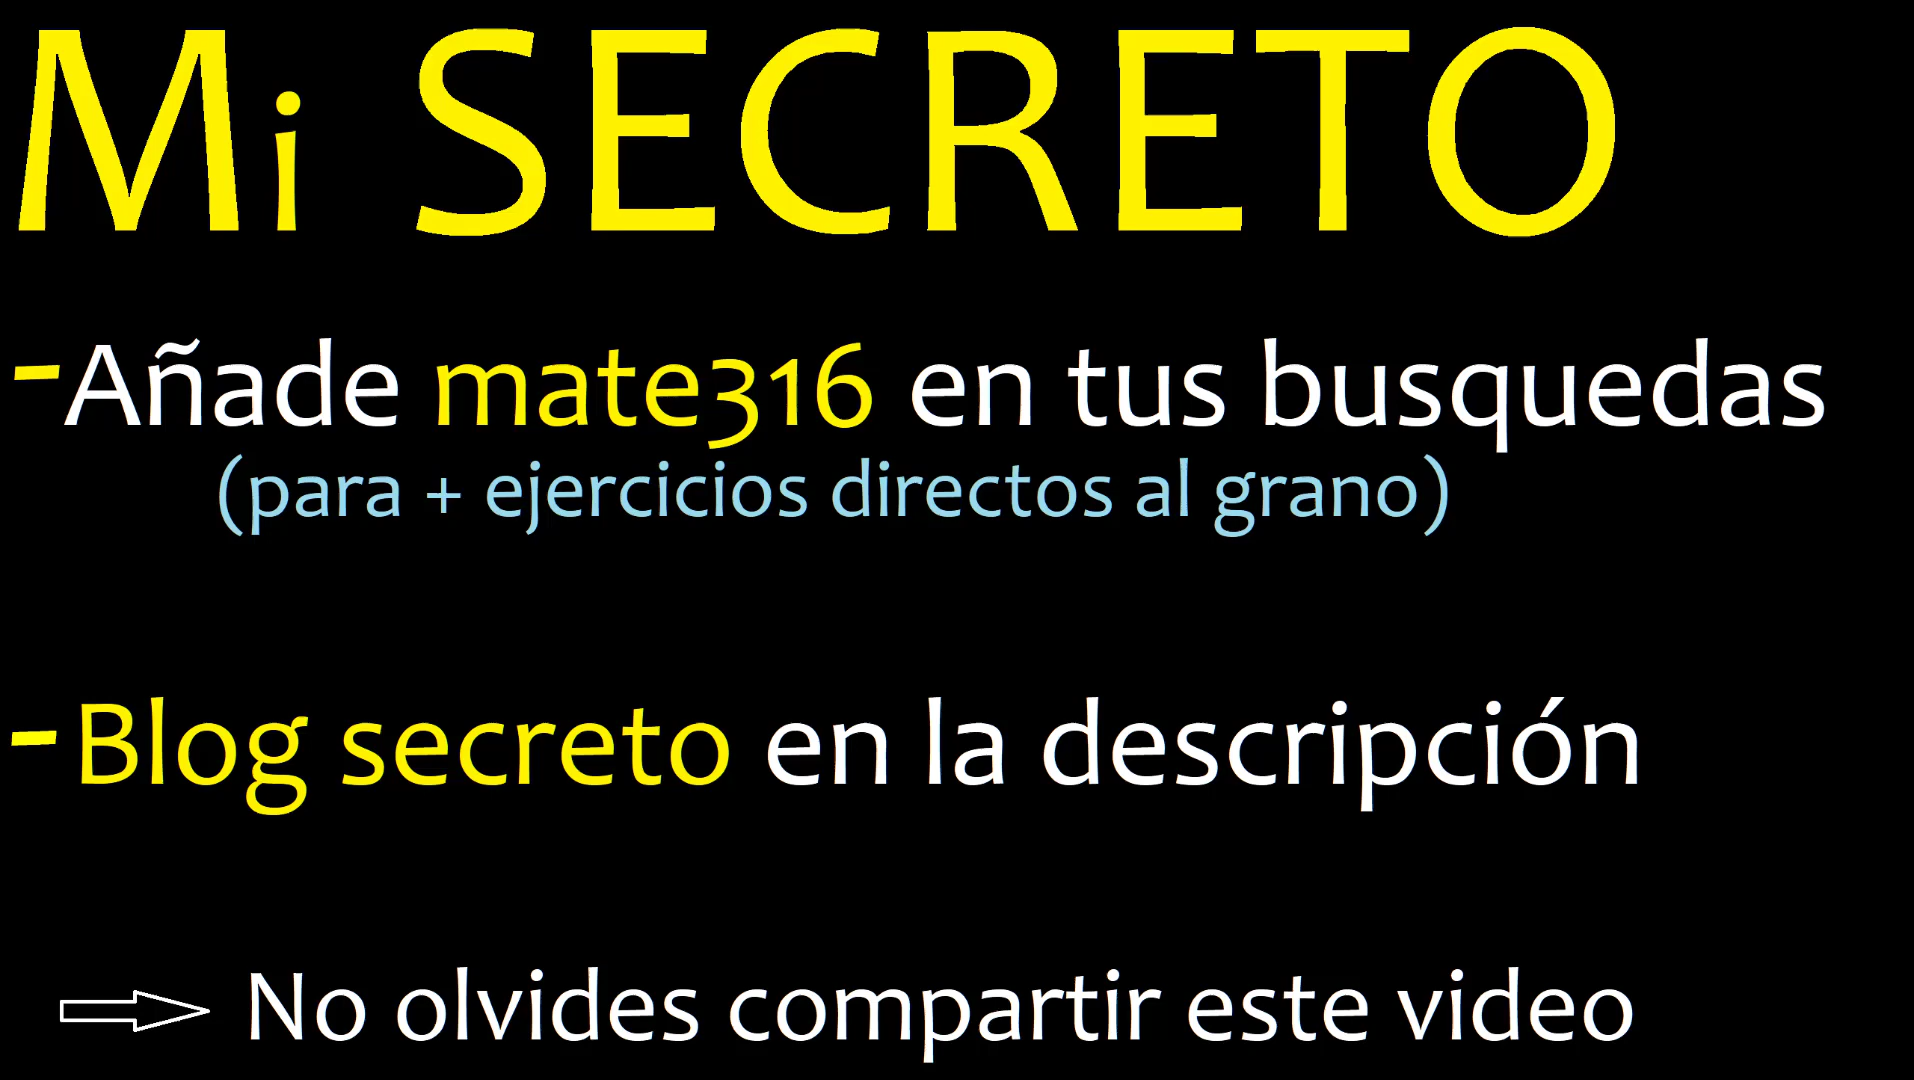 Mi SECRETO
-Añade mate316 en tus busquedas
(para + ejercicios directos al grano)
-Blog secreto en la descripción
No olvides compartir este video